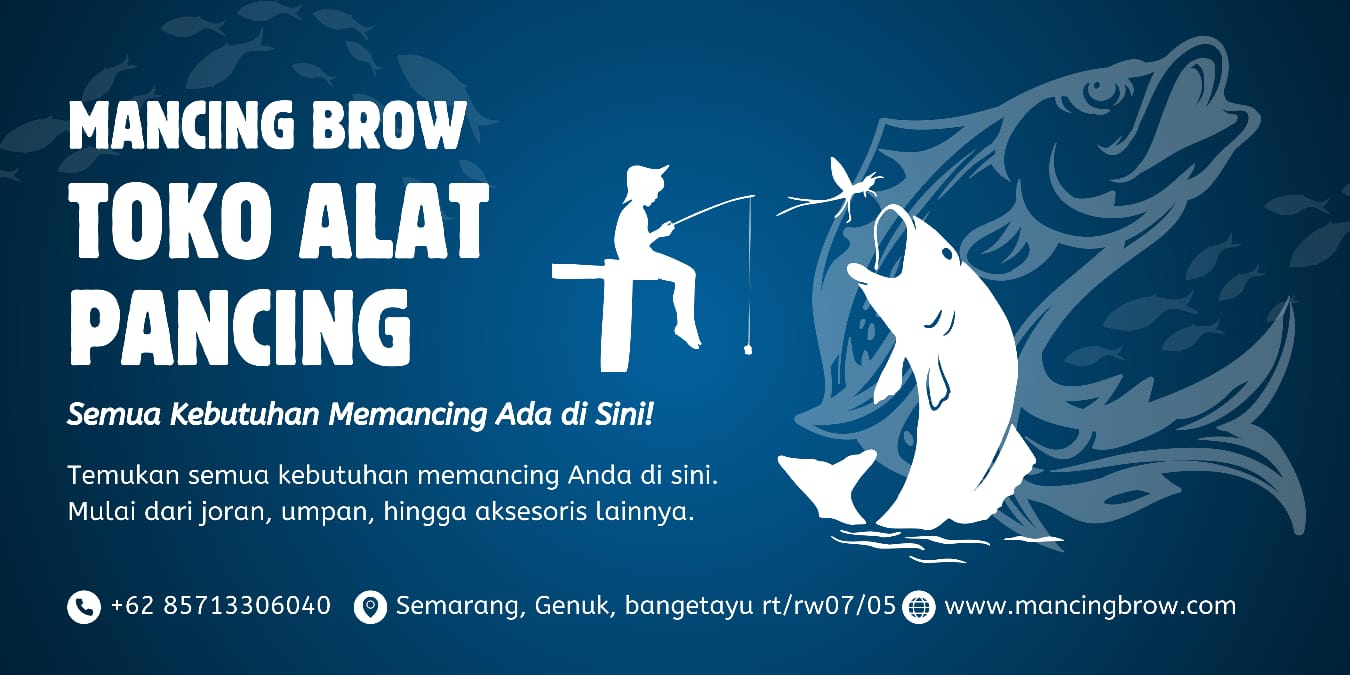 MANCING BROW
TOKO ALAT
PANCING
Semua Kebutuhan Memancing Ada di Sini!
Temukan semua kebutuhan memancing Anda di sini.
Mulai dari joran, umpan, hingga aksesoris lainnya.
+62 85713306040 Semarang, Genuk, bangetayu rt/rw07/05 www.mancingbrow.com